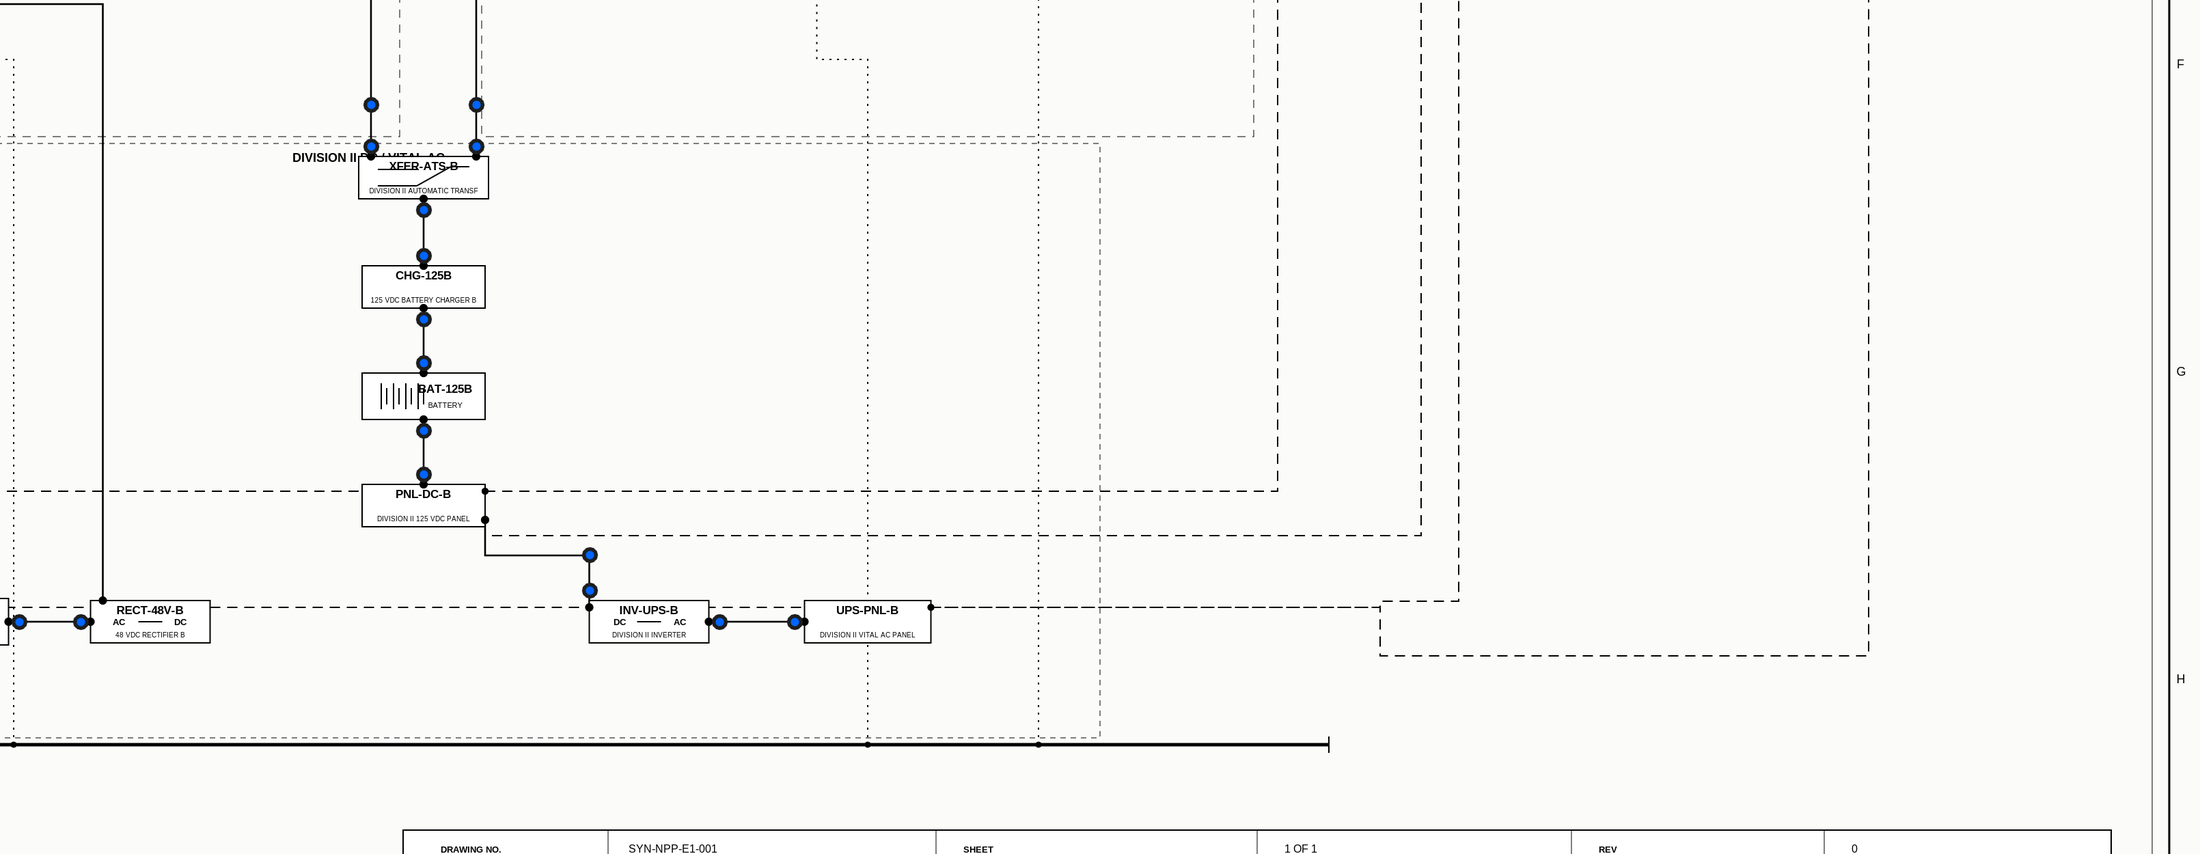 F
DIVISION II
XFER-ATS-B
DIVISION II AUTOMATIC TRANSF
CHG-125B
125 VDC BATTERY CHARGER B
G
BAT-125B
BATTERY
PNL-DC-B
DIVISION II 125 VDC PANEL
RECT-48V-B
AC DC
48 VDC RECTIFIER B
INV-UPS-B
DC AC
DIVISION II INVERTER
UPS-PNL-B
DIVISION II VITAL AC PANEL
H
DRAWING NO. SYN-NPP-E1-001 SHEET 1 OF 1 REV 0